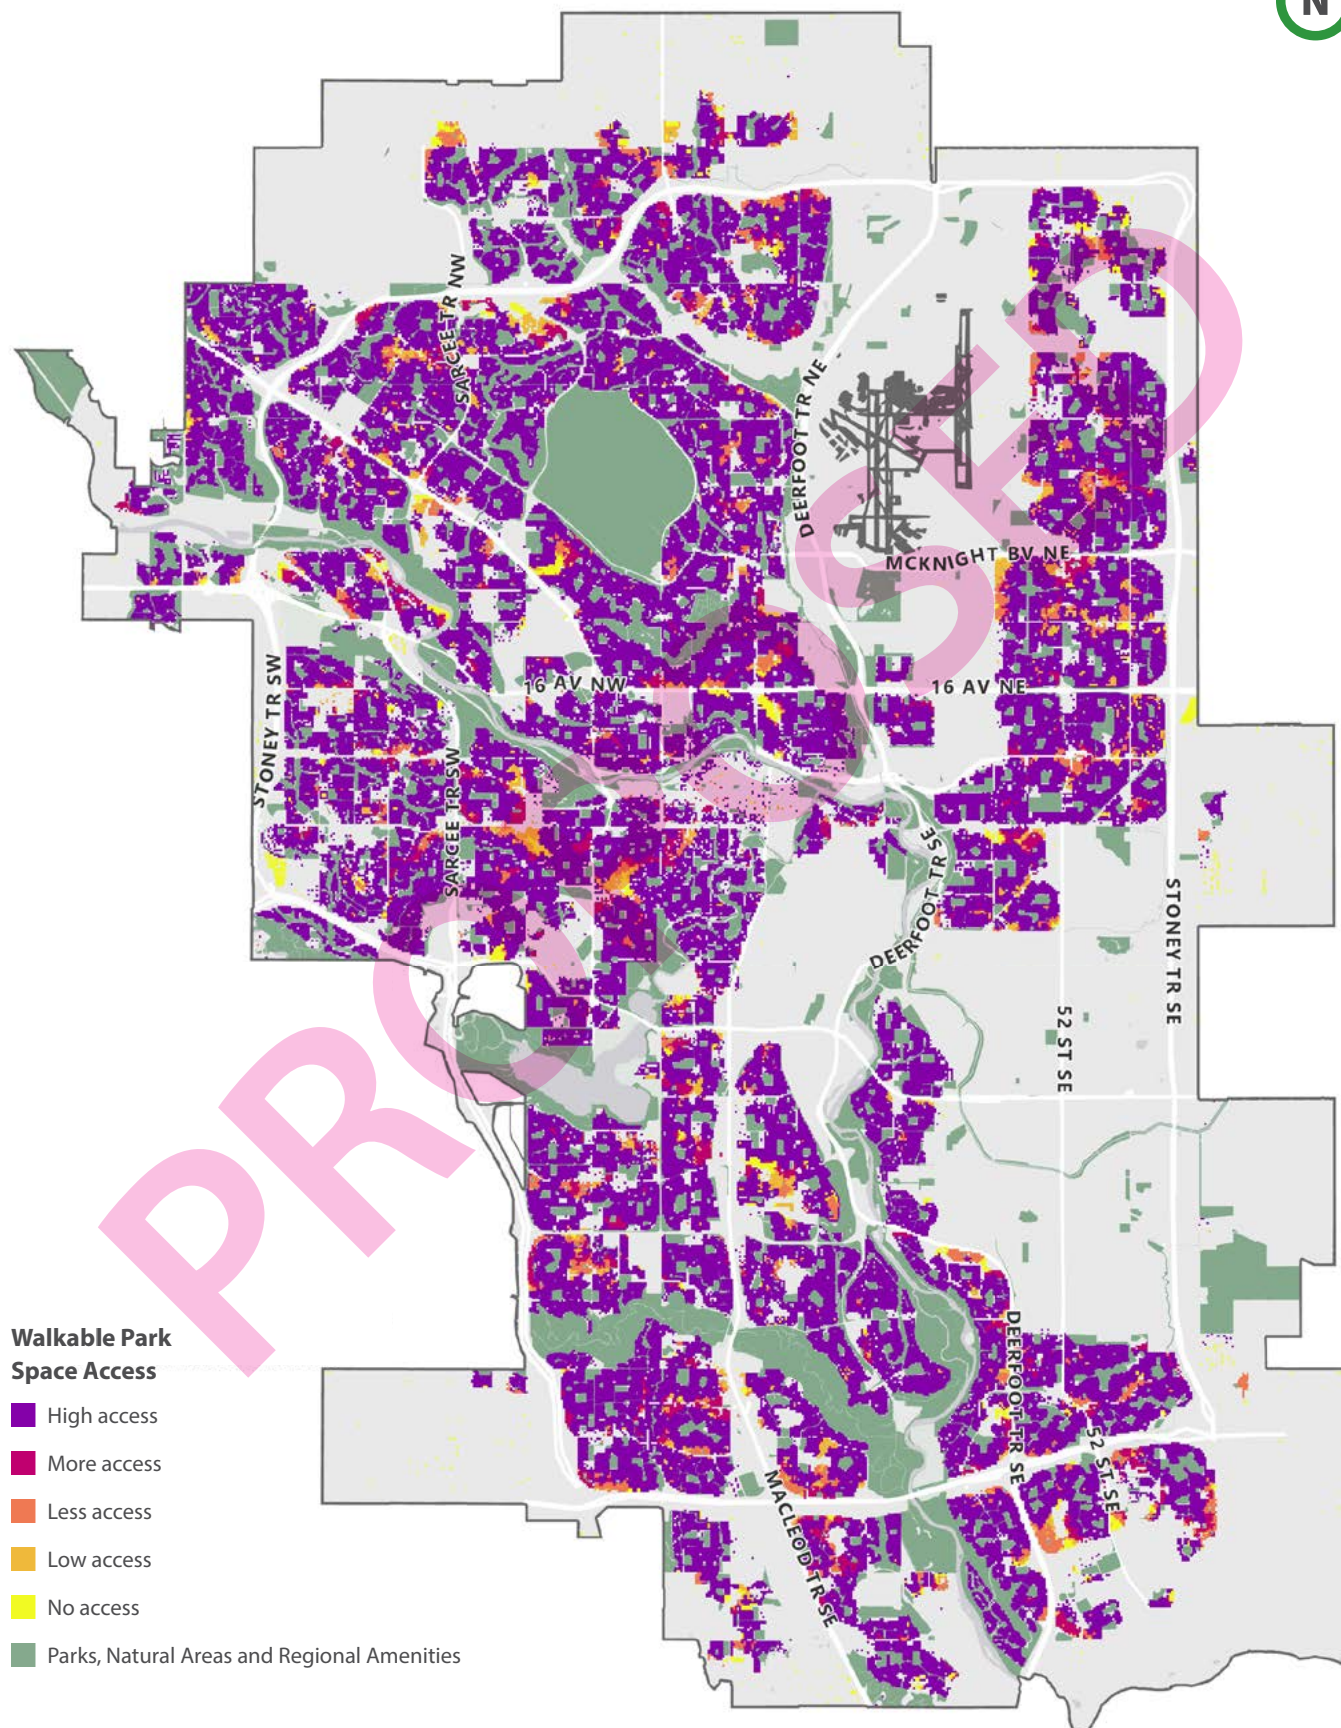 N
SARCEE TR NW
DEERFOOT TR NE
MCKNIGHT BV NE
16 AV NW
16 AV NE
STONEY TR SW
SARCEE TR SW
DEERFOOT TR SE
STONEY TR SE
52 ST SE
DEERFOOT TR SE
52 ST SE
MACLEOD TR SE
PROPOSED
Walkable Park
Space Access
High access
More access
Less access
Low access
No access
Parks, Natural Areas and Regional Amenities